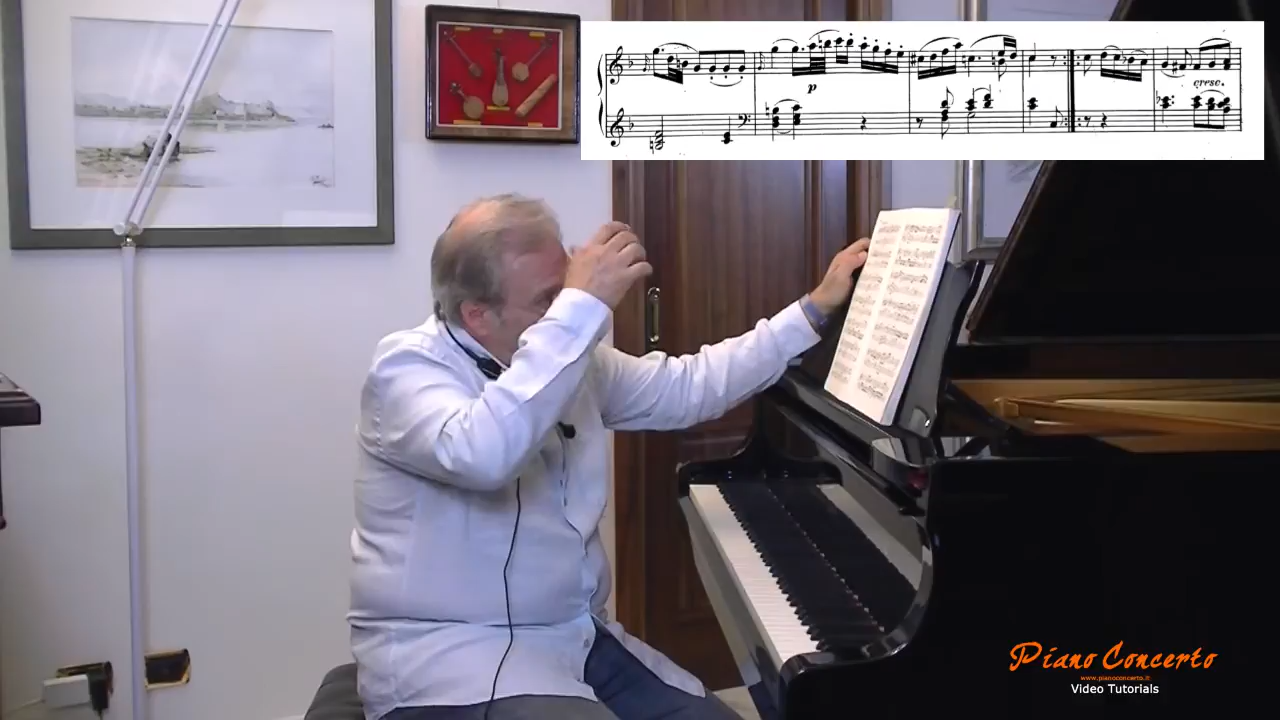 p
cresc.
Piano Concerto
www.pianoconcerto.it
Video Tutorials